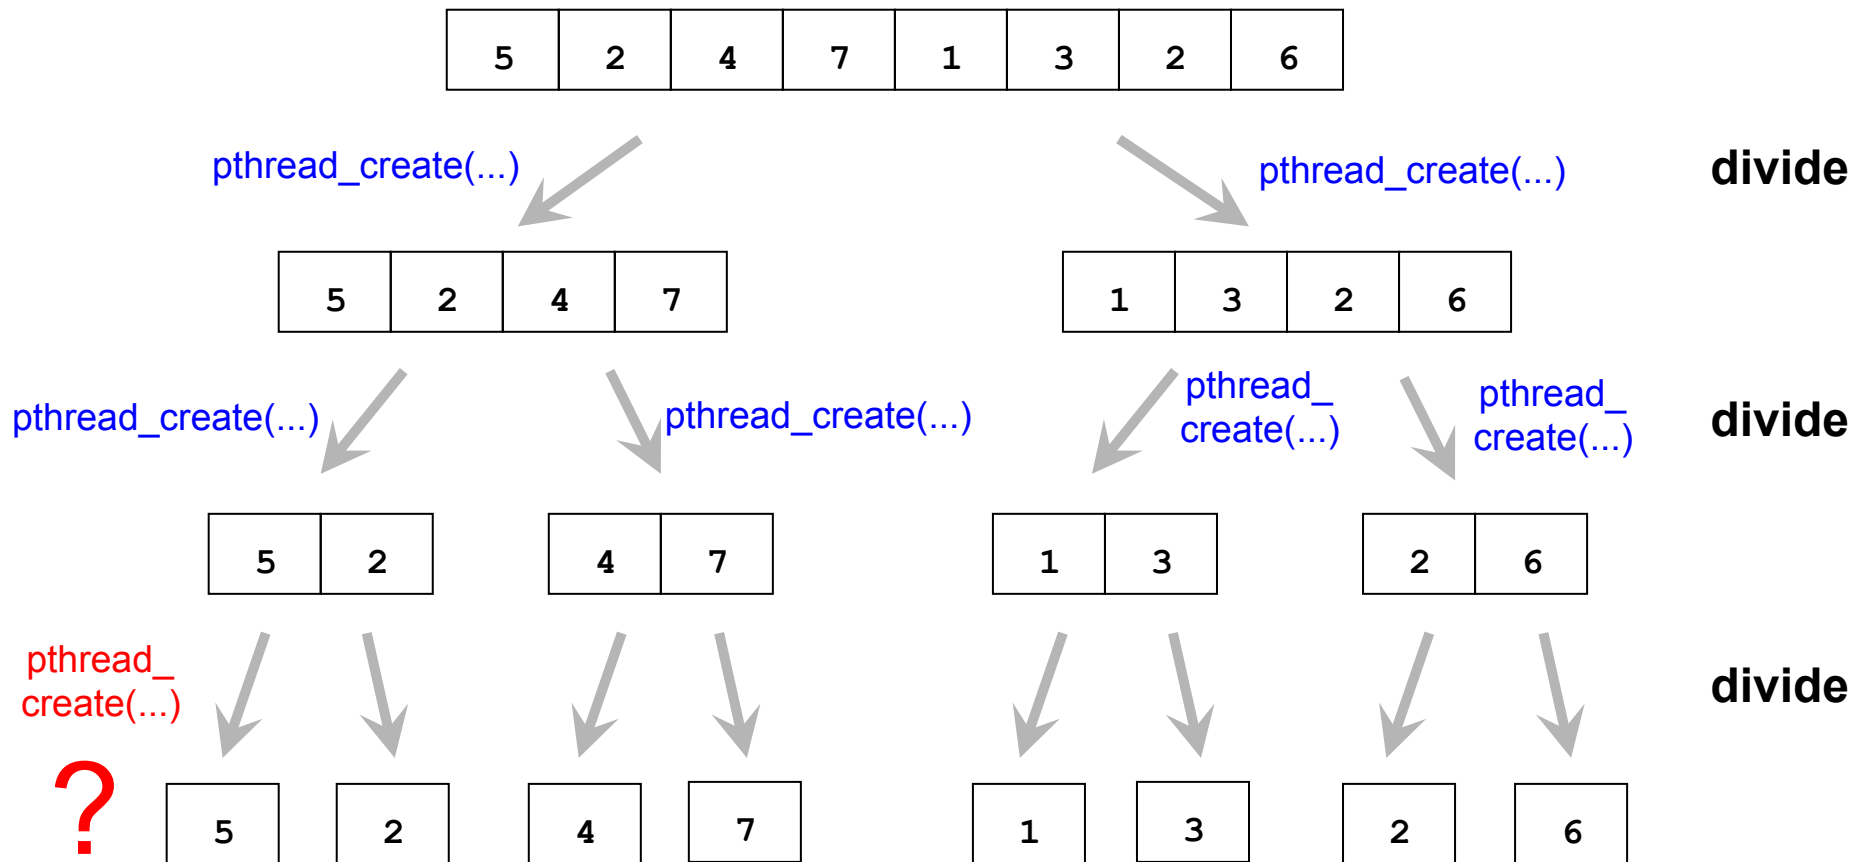 5 2 4 7 1 3 2 6
pthread_create(...)
pthread_create(...)
divide
5 2 4 7
1 3 2 6
pthread_create(...)
pthread_create(...)
pthread_
create(...)
pthread_
create(...)
divide
5 2
4 7
1 3
2 6
pthread_
create(...)
divide
?
5
2
4
7
1
3
2
6